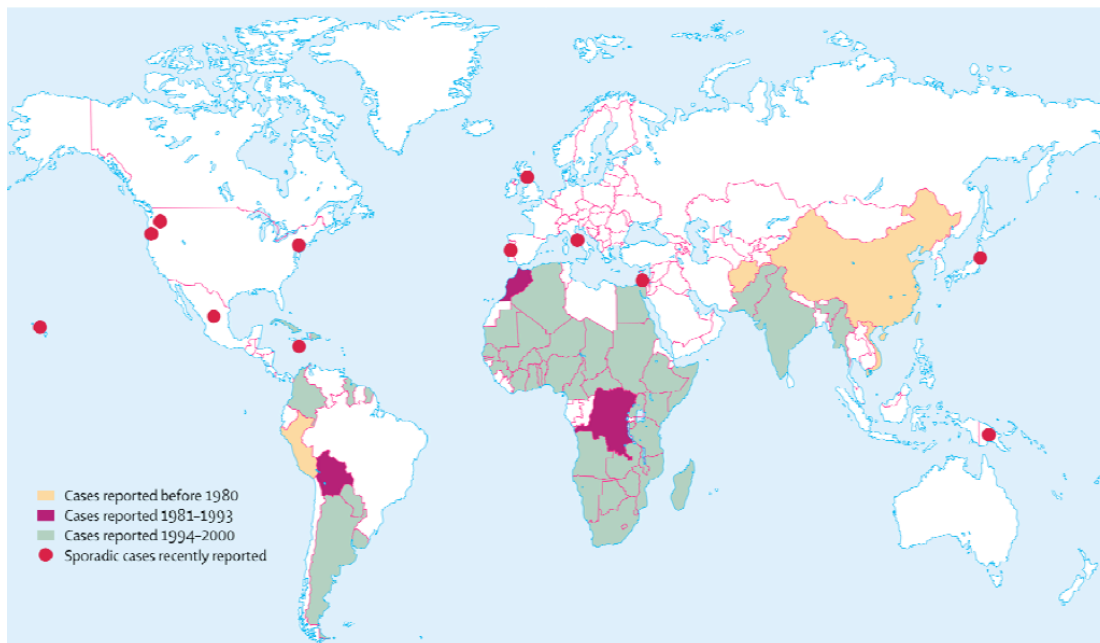 Cases reported before 1980
Cases reported 1981–1993
Cases reported 1994–2000
Sporadic cases recently reported